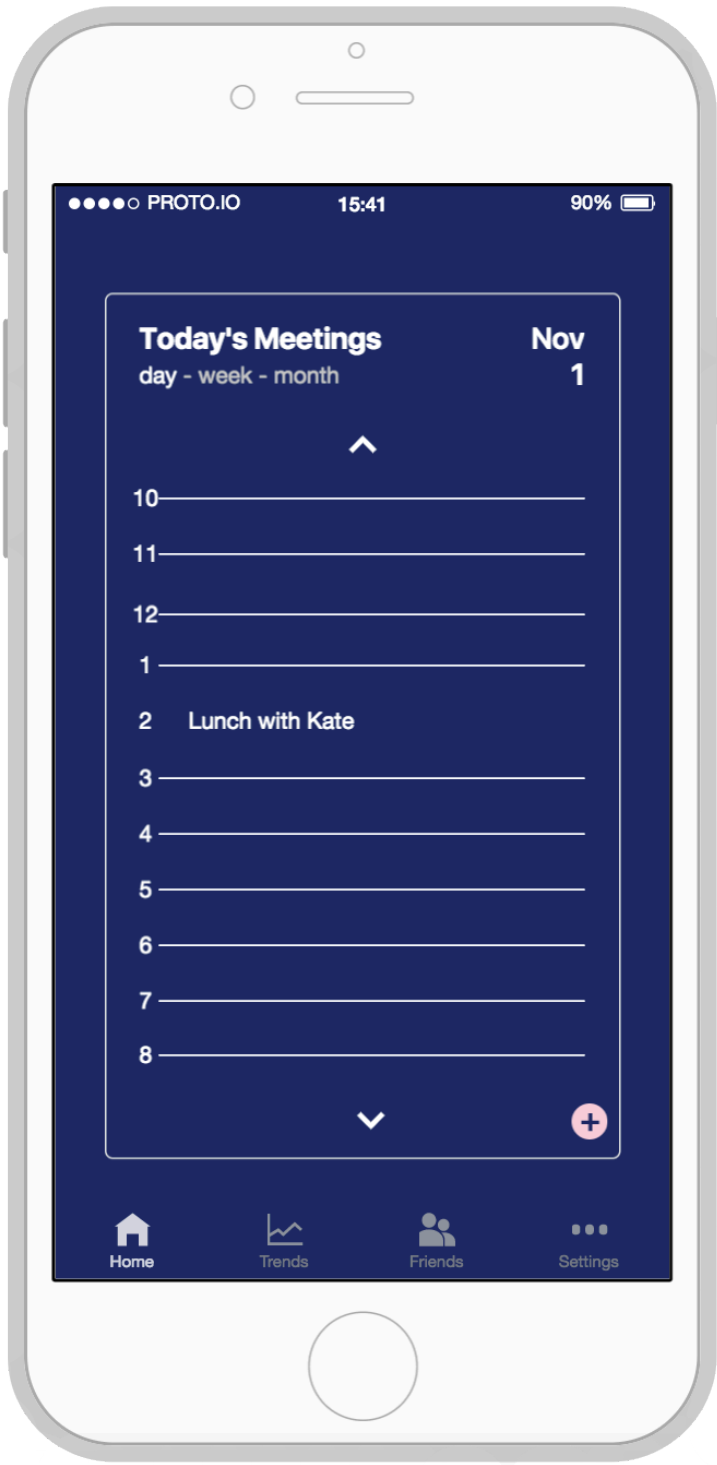 PROTO.IO 15:41 90%
Today's Meetings Nov
day - week - month 1
10
11
12
1
2 Lunch with Kate
3
4
5
6
7
8
+
Home Trends Friends Settings